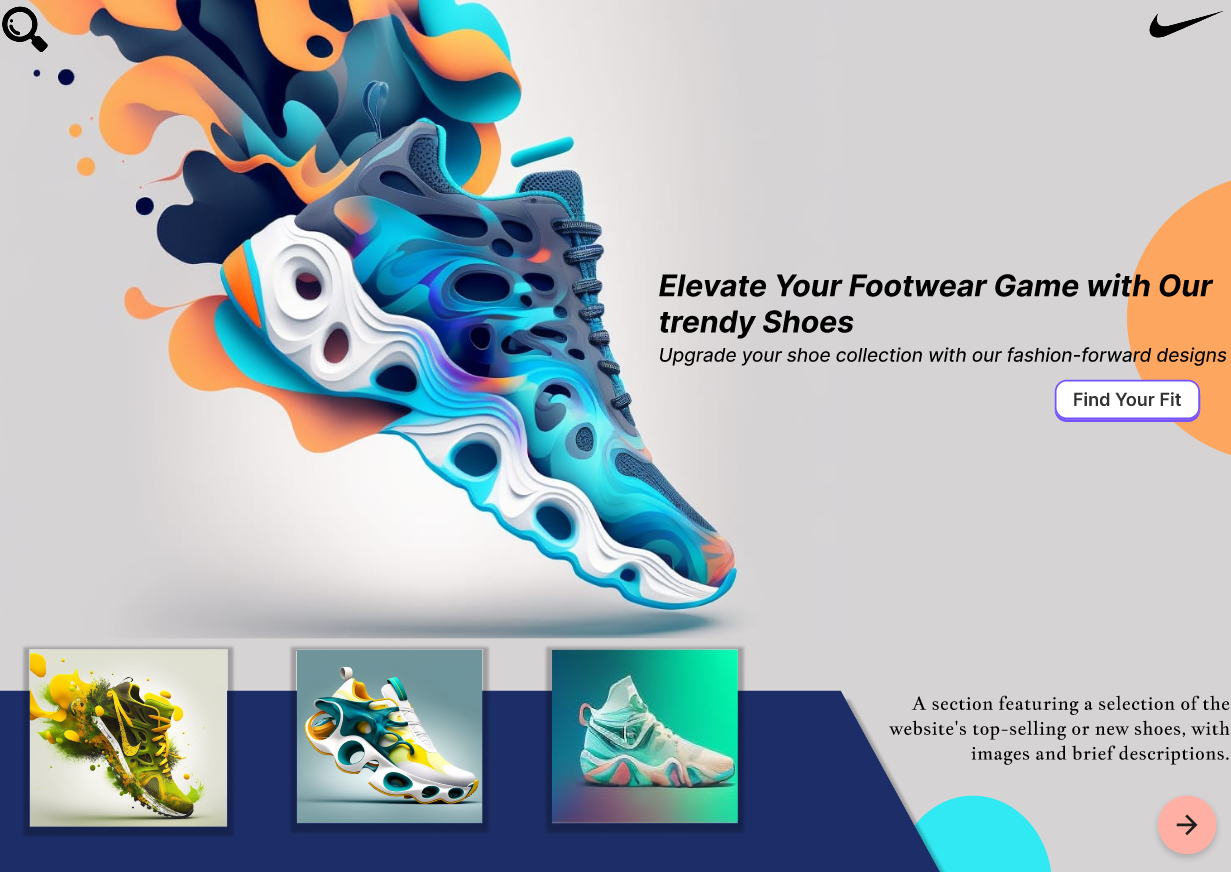 Elevate Your Footwear Game with Our
trendy Shoes
Upgrade your shoe collection with our fashion-forward designs
Find Your Fit
A section featuring a selection of the
website's top-selling or new shoes, with
images and brief descriptions.